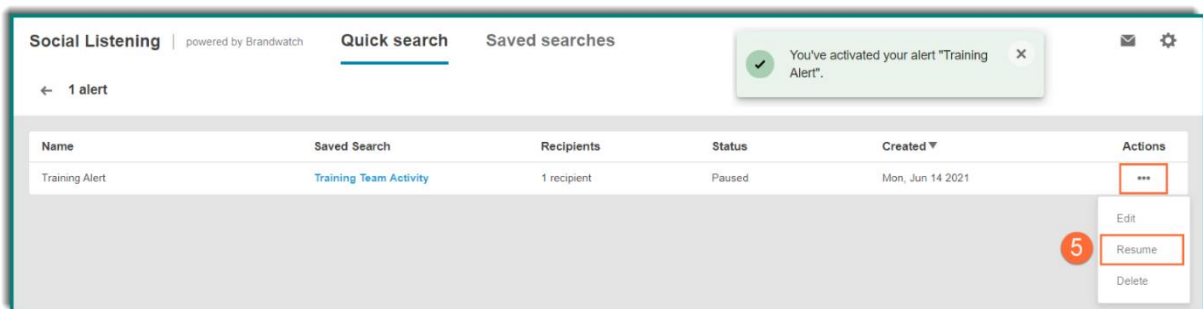 Social Listening | powered by Brandwatch Quick search Saved searches
You've activated your alert "Training
Alert".
← 1 alert
Name Saved Search Recipients Status Created▼ Actions
Training Alert Training Team Activity 1 recipient Paused Mon, Jun 14 2021 •••
Edit
5 Resume
Delete